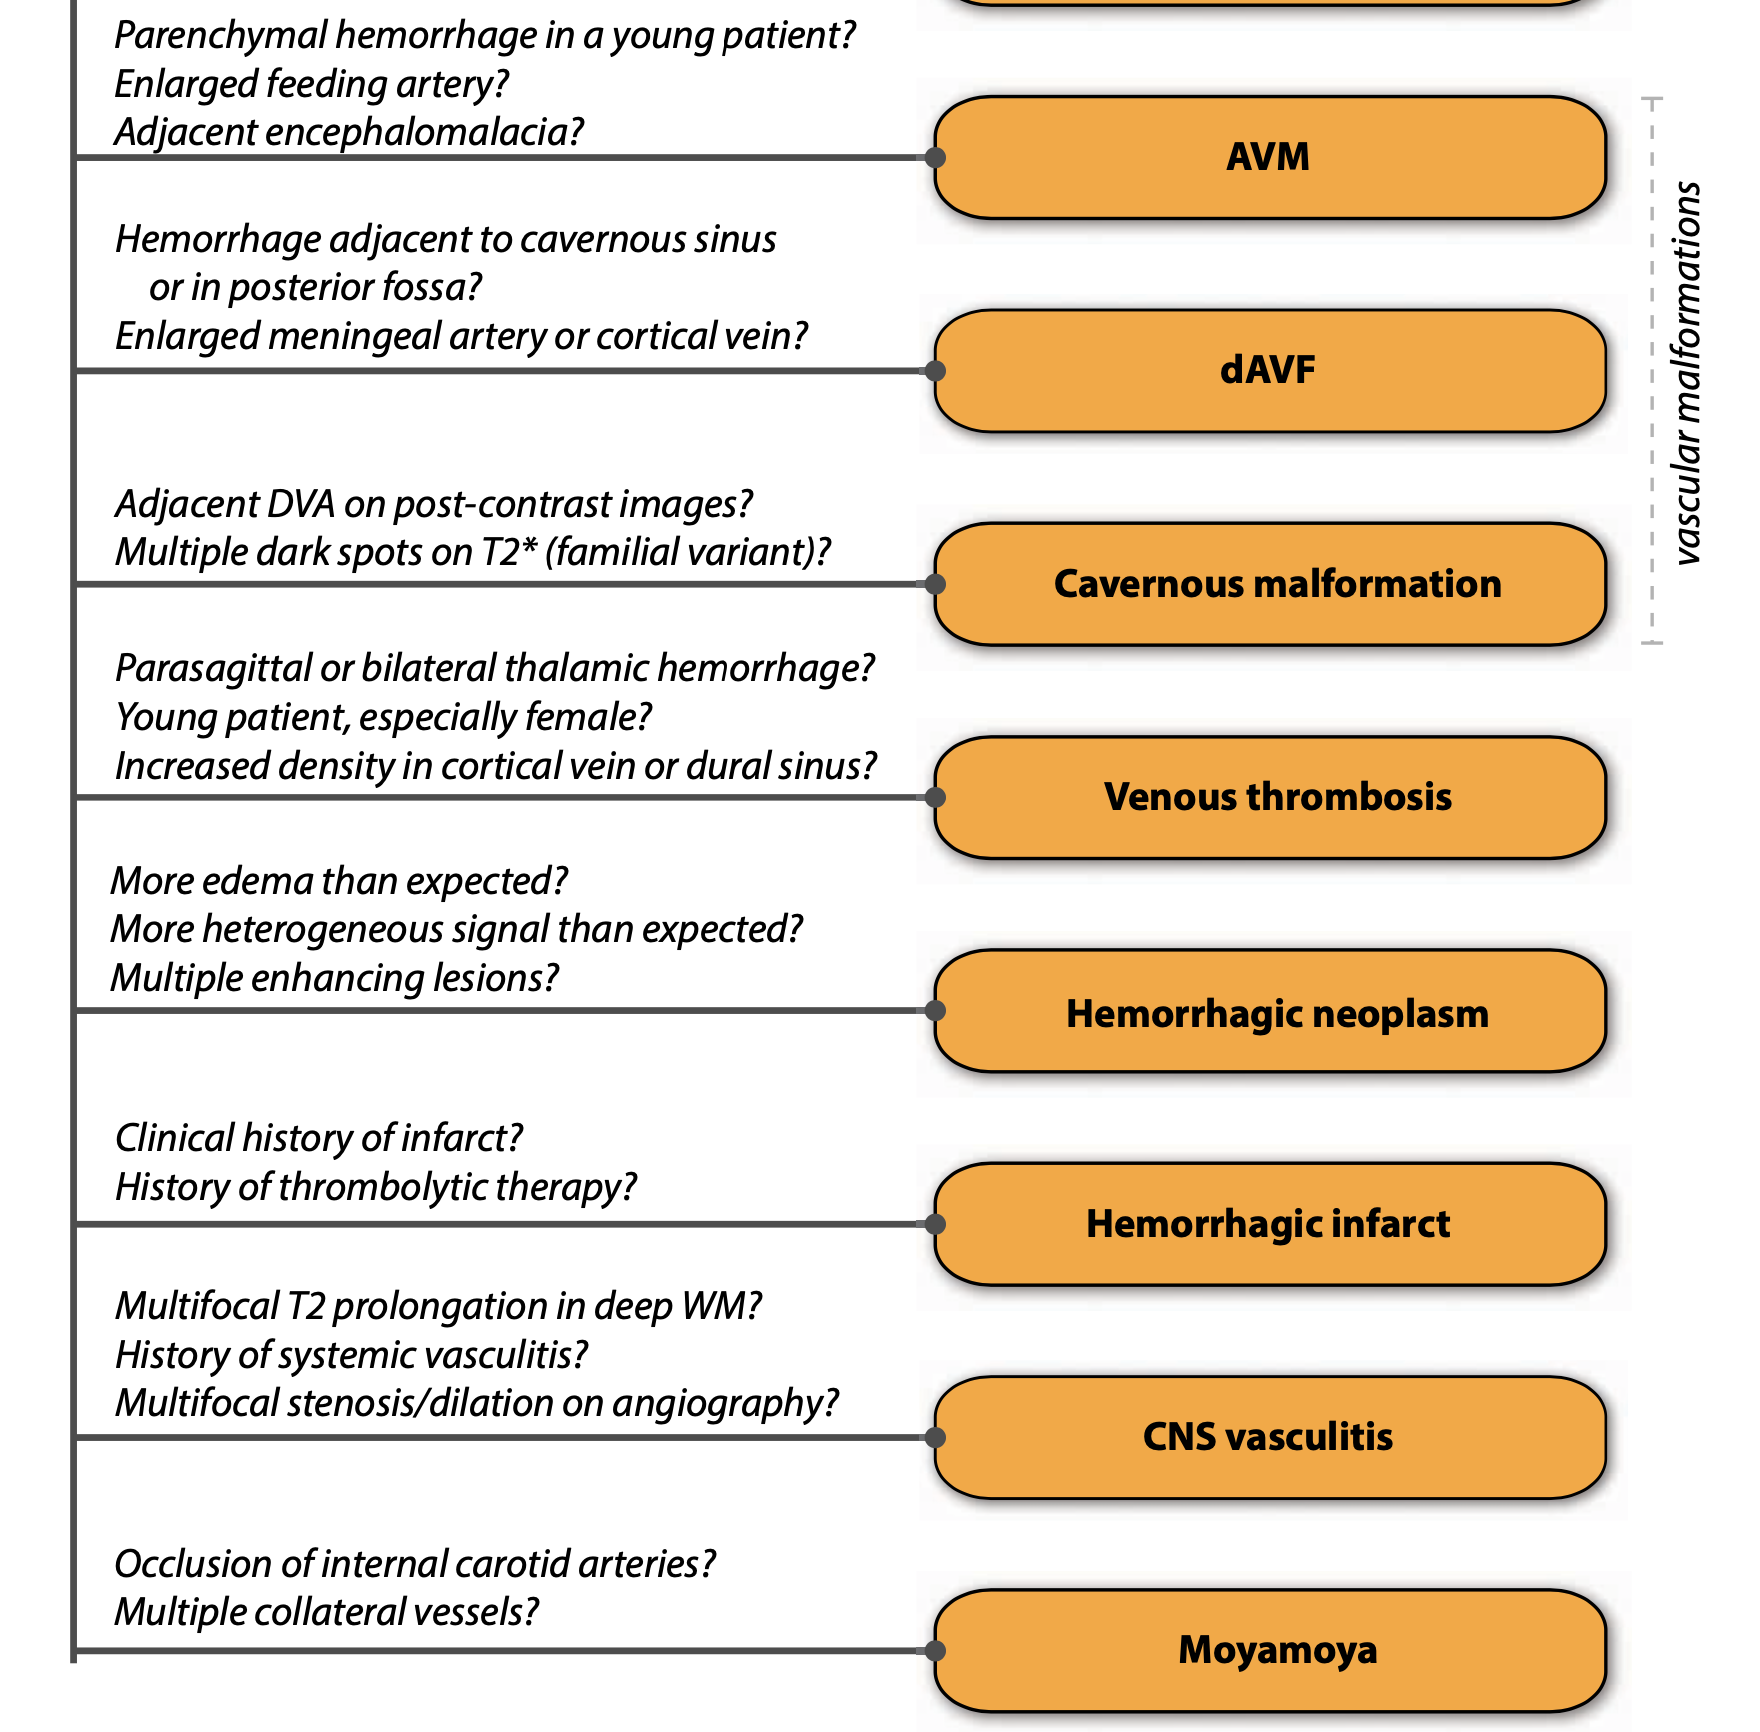 Parenchymal hemorrhage in a young patient?
Enlarged feeding artery?
Adjacent encephalomalacia?
AVM
Hemorrhage adjacent to cavernous sinus
or in posterior fossa?
Enlarged meningeal artery or cortical vein?
dAVF
Adjacent DVA on post-contrast images?
Multiple dark spots on T2* (familial variant)?
Cavernous malformation
vascular malformations
Parasagittal or bilateral thalamic hemorrhage?
Young patient, especially female?
Increased density in cortical vein or dural sinus?
Venous thrombosis
More edema than expected?
More heterogeneous signal than expected?
Multiple enhancing lesions?
Hemorrhagic neoplasm
Clinical history of infarct?
History of thrombolytic therapy?
Hemorrhagic infarct
Multifocal T2 prolongation in deep WM?
History of systemic vasculitis?
Multifocal stenosis/dilation on angiography?
CNS vasculitis
Occlusion of internal carotid arteries?
Multiple collateral vessels?
Moyamoya